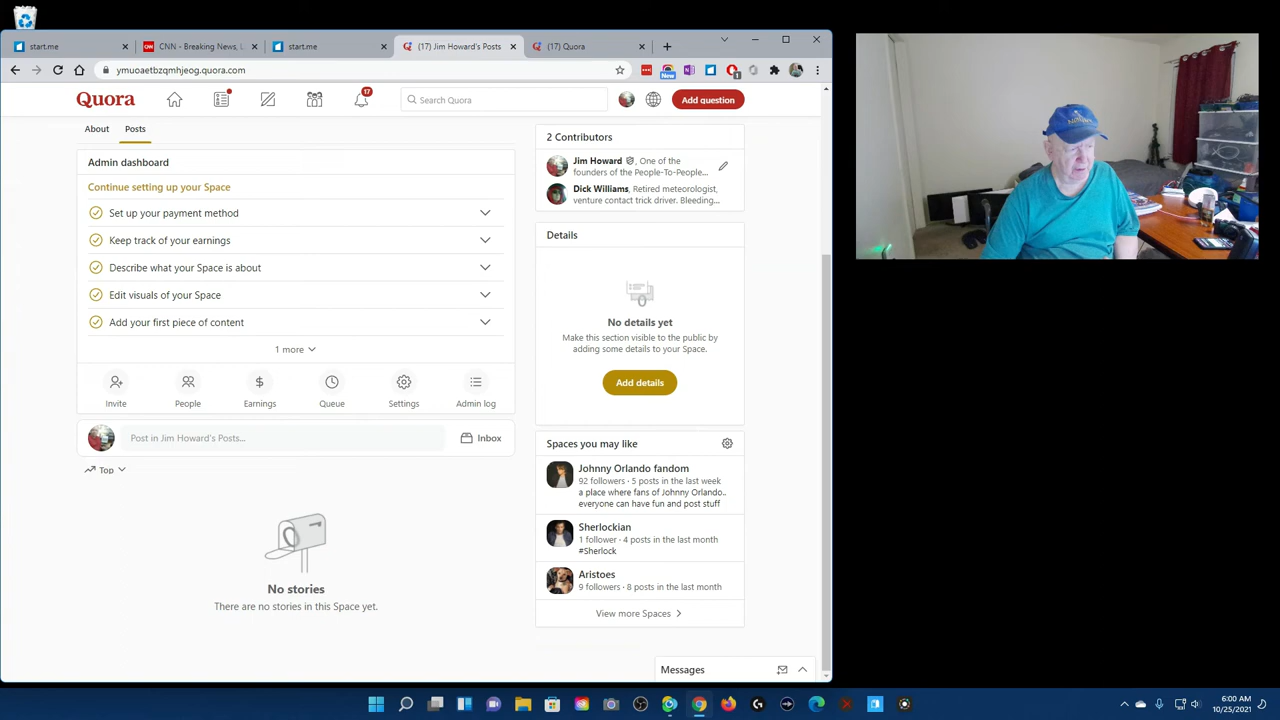 start.me
CNN - Breaking News, L
start.me
(17) Jim Howard's Posts
(17) Quora
ymuoaetbzqmhjeog.quora.com
New
1
Quora
17
Search Quora
Add question
About
Posts
Admin dashboard
Continue setting up your Space
Set up your payment method
Keep track of your earnings
Describe what your Space is about
Edit visuals of your Space
Add your first piece of content
1 more
Invite
People
Earnings
Queue
Settings
Admin log
Post in Jim Howard's Posts...
Inbox
Top
No stories
There are no stories in this Space yet.
2 Contributors
Jim Howard, One of the
founders of the People-To-People...
Dick Williams, Retired meteorologist,
venture contact trick driver. Bleeding...
Details
No details yet
Make this section visible to the public by
adding some details to your Space.
Add details
Spaces you may like
Johnny Orlando fandom
92 followers · 5 posts in the last week
a place where fans of Johnny Orlando..
everyone can have fun and post stuff
Sherlockian
1 follower · 4 posts in the last month
#Sherlock
Aristoes
9 followers · 8 posts in the last month
View more Spaces
Messages
6:00 AM
10/25/2021